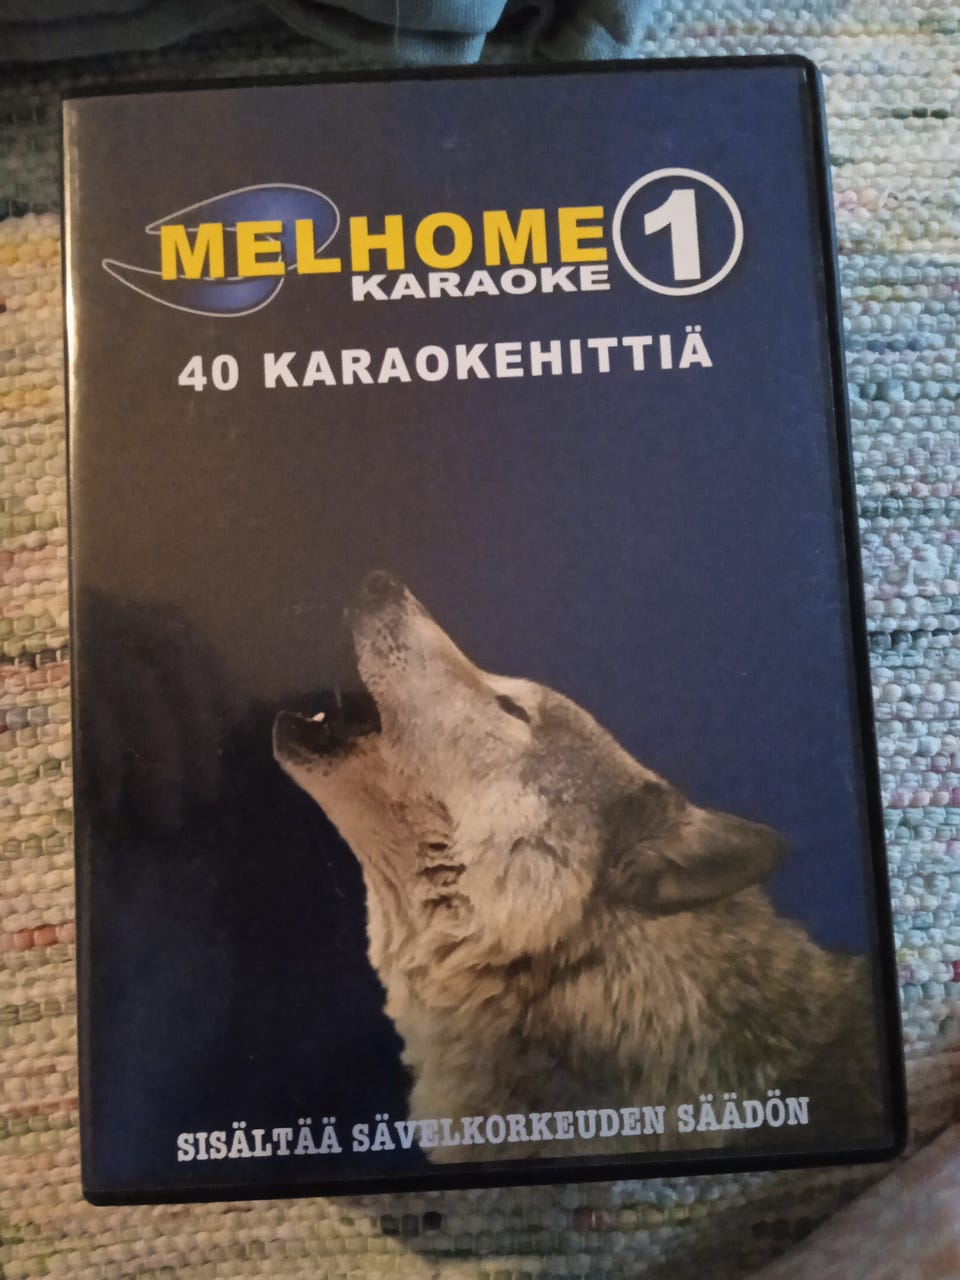 MELHOME 1
KARAOKE
40 KARAOKEHITTIÄ
SISÄLTÄÄ SÄVELKORKEUDEN SÄÄDÖN